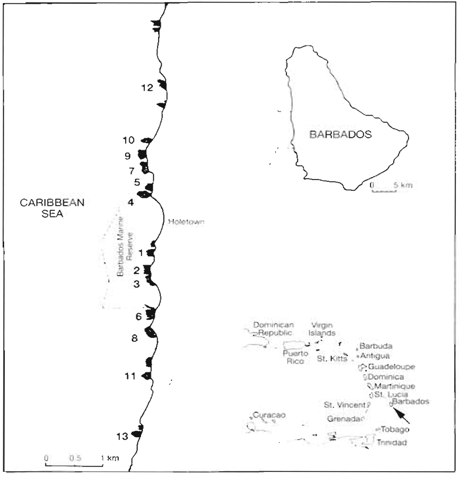 12
10
9
7
5
4
CARIBBEAN
SEA
Barbados Marine
Reserve
Holetown
1
2
3
6
8
11
13
0 0.5 1 km
BARBADOS
0 5 km
Dominican
Republic
Virgin
Islands
Puerto
Rico
St. Kitts
Barbuda
Antigua
Guadeloupe
Dominica
Martinique
St. Lucia
St. Vincent
Barbados
Curacao
Grenada
Tobago
Trinidad